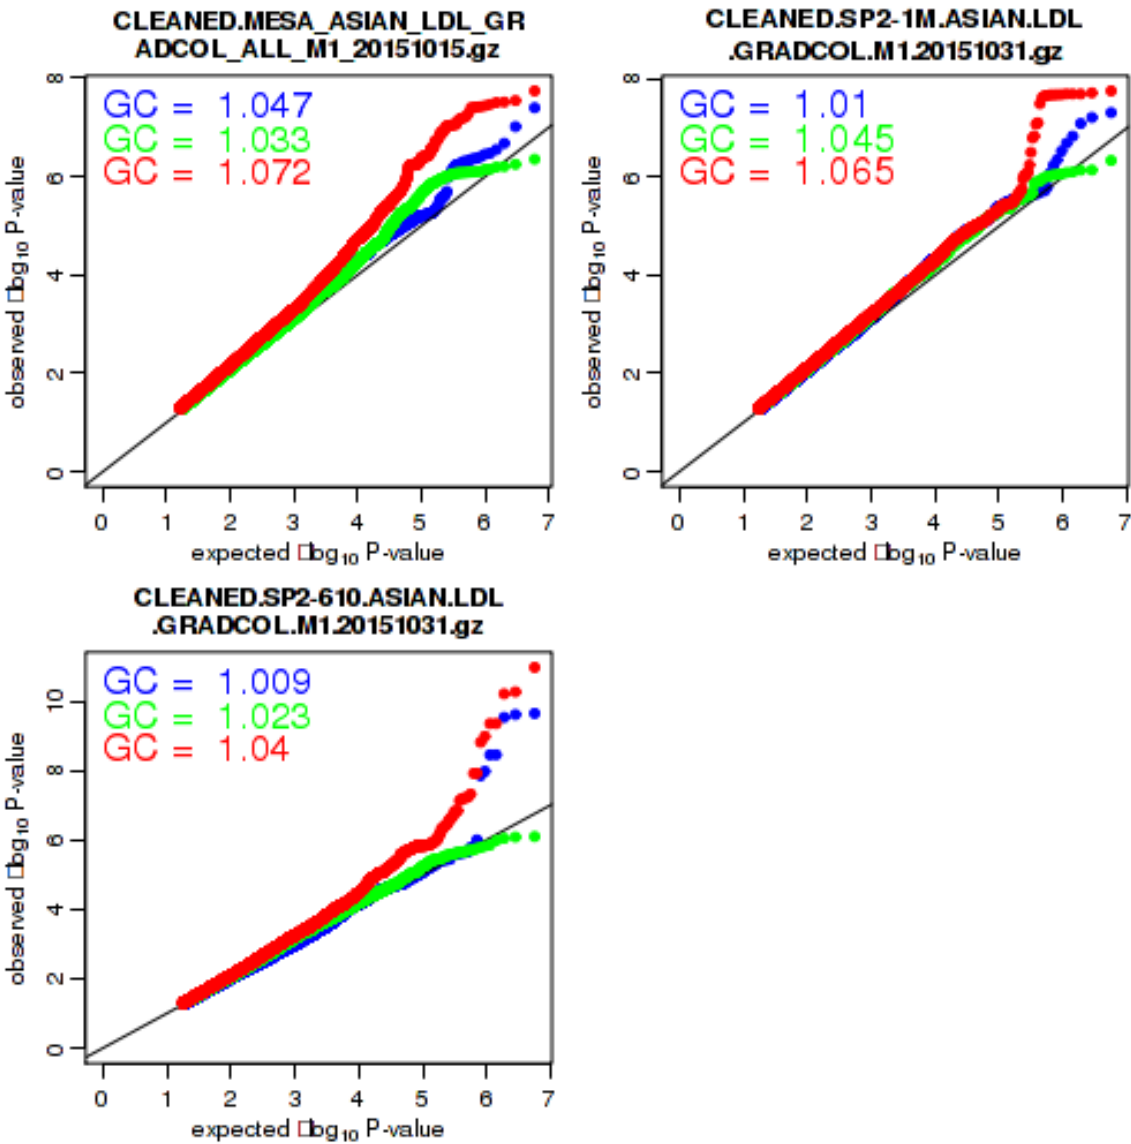 CLEANED.MESA_ASIAN_LDL_GR
ADCOL_ALL_M1_20151015.gz
GC = 1.047
GC = 1.033
GC = 1.072
8
6
4
2
0
observed □log10 P-value
0 1 2 3 4 5 6 7
expected □log10 P-value
CLEANED.SP2-1M.ASIAN.LDL
.GRADCOL.M1.20151031.gz
GC = 1.01
GC = 1.045
GC = 1.065
8
6
4
2
0
observed □log10 P-value
0 1 2 3 4 5 6 7
expected □log10 P-value
CLEANED.SP2-610.ASIAN.LDL
.GRADCOL.M1.20151031.gz
GC = 1.009
GC = 1.023
GC = 1.04
10
8
6
4
2
0
observed □log10 P-value
0 1 2 3 4 5 6 7
expected □log10 P-value